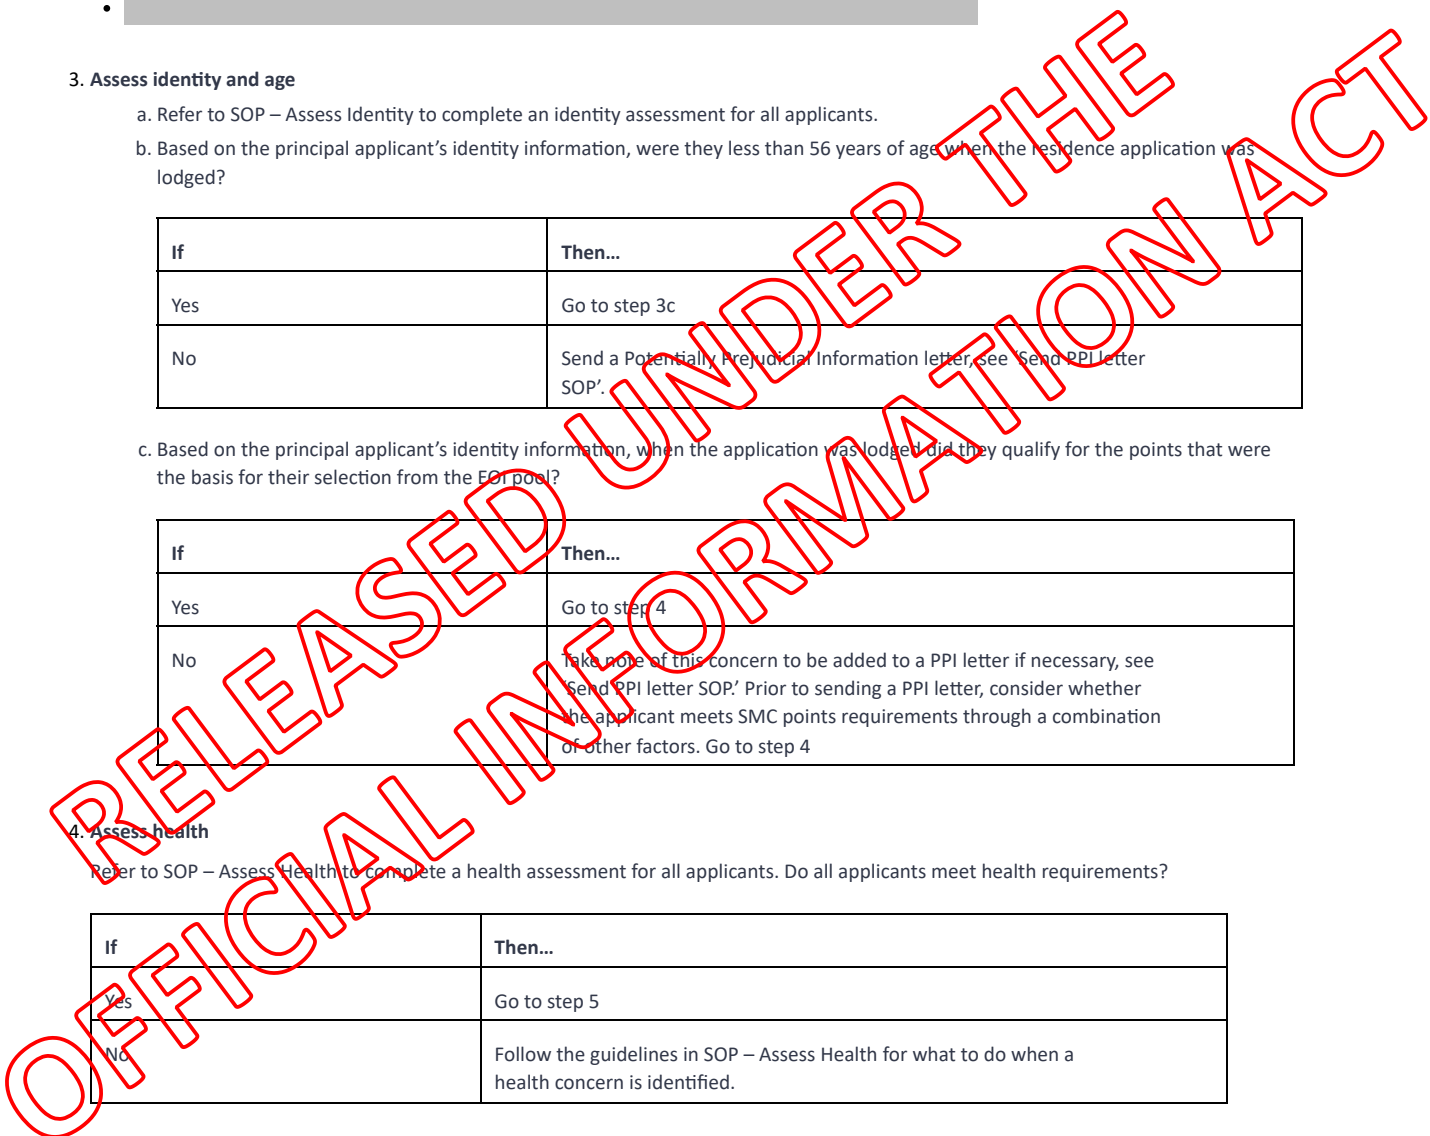 •
3. Assess identity and age
a. Refer to SOP – Assess Identity to complete an identity assessment for all applicants.
b. Based on the principal applicant's identity information, were they less than 56 years of age when the residence application was
lodged?
If
Then...
Yes
Go to step 3c
No
Send a Potentially Prejudicial Information letter, see 'Send PPI letter
SOP'.
c. Based on the principal applicant's identity information, when the application was lodged did they qualify for the points that were
the basis for their selection from the EOI pool?
If
Then...
Yes
Go to step 4
No
Take note of this concern to be added to a PPI letter if necessary, see
'Send PPI letter SOP.' Prior to sending a PPI letter, consider whether
the applicant meets SMC points requirements through a combination
of other factors. Go to step 4
4. Assess health
Refer to SOP – Assess Health to complete a health assessment for all applicants. Do all applicants meet health requirements?
If
Then...
Yes
Go to step 5
No
Follow the guidelines in SOP – Assess Health for what to do when a
health concern is identified.
RELEASED UNDER THE
OFFICIAL INFORMATION ACT